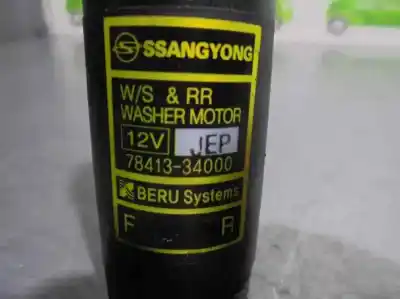 SSANGYONG
W/S & RR
WASHER MOTOR
12V JEP
78413-34000
BERU Systems
F R